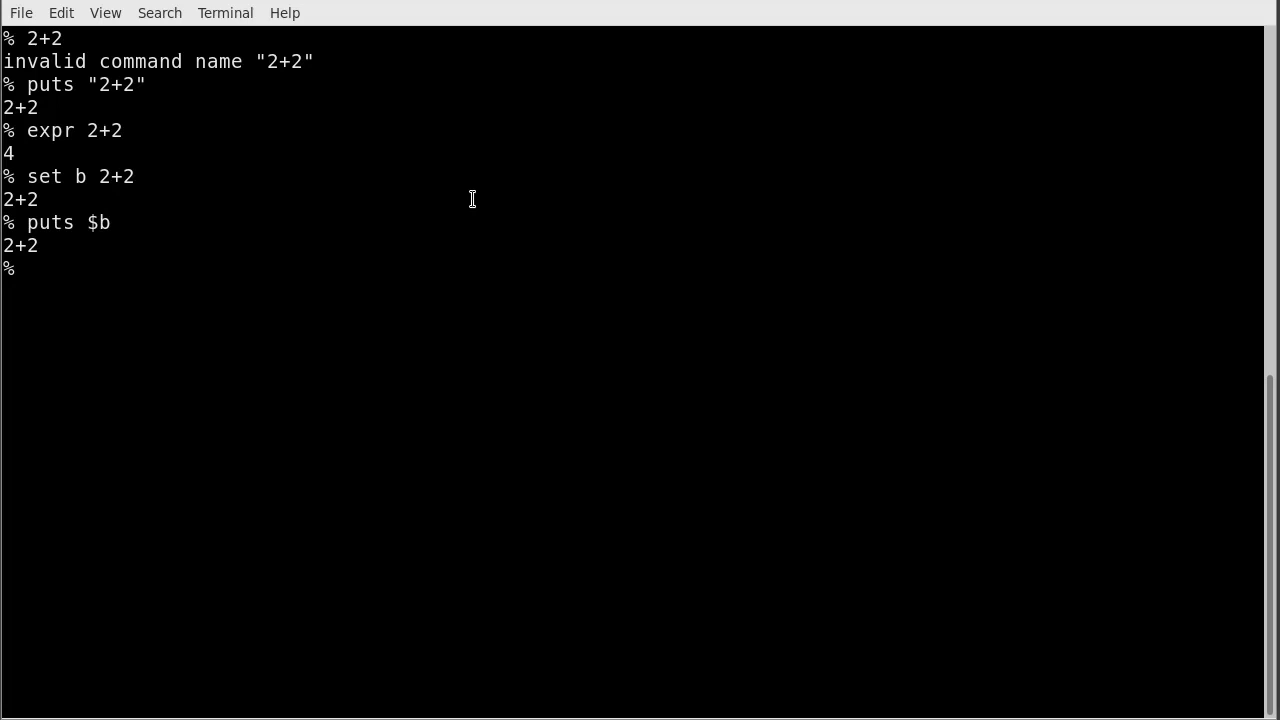 File Edit View Search Terminal Help
% 2+2
invalid command name "2+2"
% puts "2+2"
2+2
% expr 2+2
4
% set b 2+2
2+2
% puts $b
2+2
%